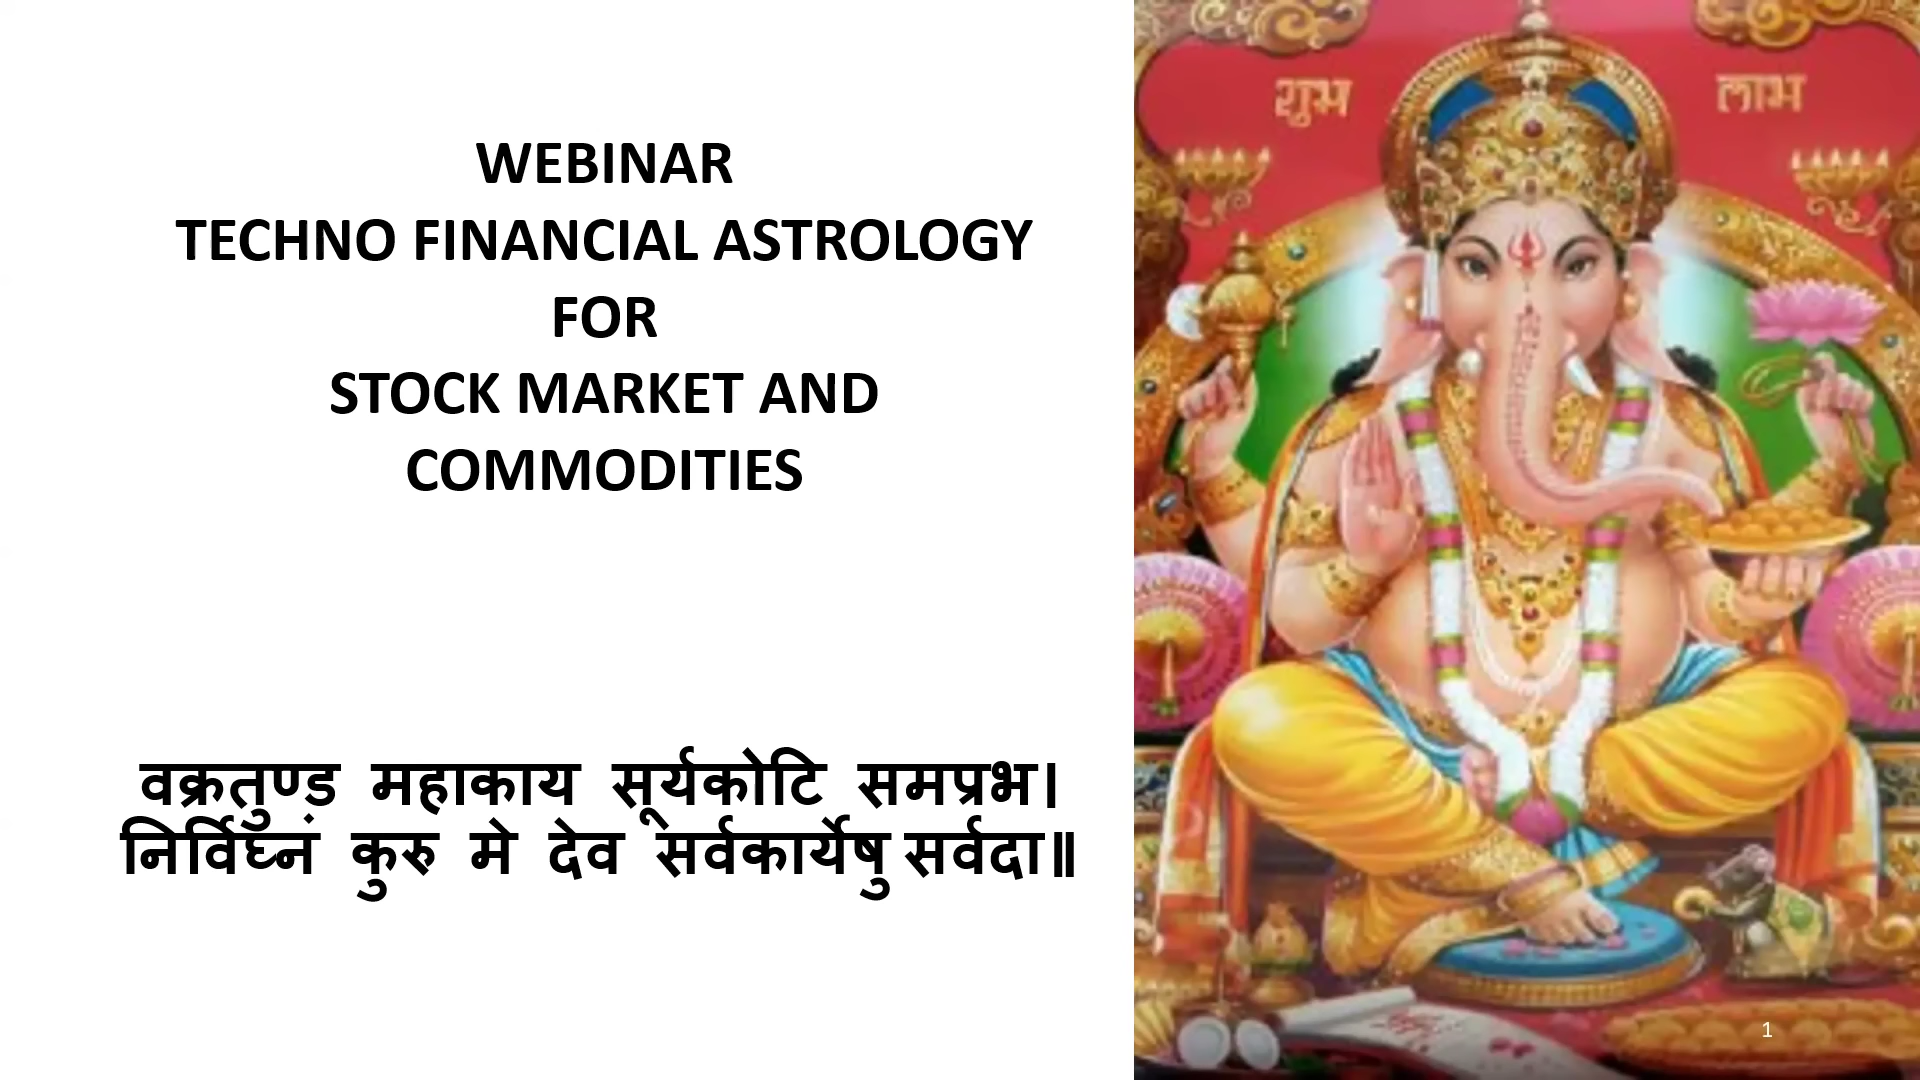 WEBINAR
TECHNO FINANCIAL ASTROLOGY
FOR
STOCK MARKET AND
COMMODITIES
वक्रतुण्ड महाकाय सूर्यकोटि समप्रभ।
निर्विघ्नं कुरु मे देव सर्वकार्येषु सर्वदा॥
शुभ
लाभ
1